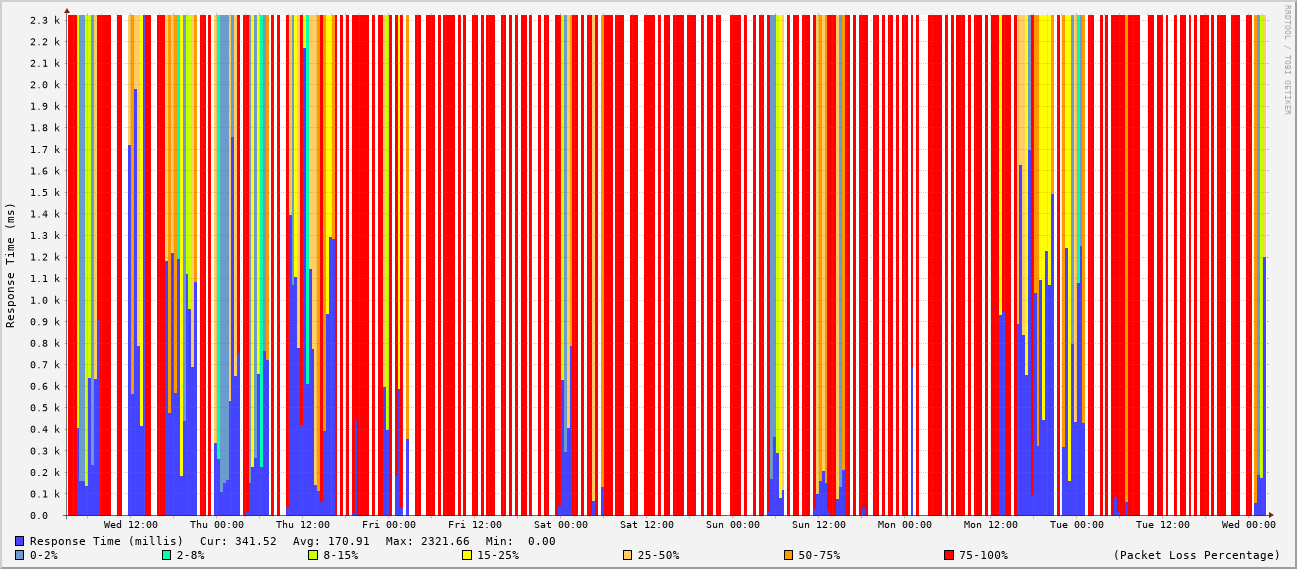 RRDTOOL / TOBI OETIKER
Response Time (ms)
2.3 k
2.2 k
2.1 k
2.0 k
1.9 k
1.8 k
1.7 k
1.6 k
1.5 k
1.4 k
1.3 k
1.2 k
1.1 k
1.0 k
0.9 k
0.8 k
0.7 k
0.6 k
0.5 k
0.4 k
0.3 k
0.2 k
0.1 k
0.0
Wed 12:00 Thu 00:00 Thu 12:00 Fri 00:00 Fri 12:00 Sat 00:00 Sat 12:00 Sun 00:00 Sun 12:00 Mon 00:00 Mon 12:00 Tue 00:00 Tue 12:00 Wed 00:00
Response Time (millis) Cur: 341.52 Avg: 170.91 Max: 2321.66 Min: 0.00
0-2% 2-8% 8-15% 15-25% 25-50% 50-75% 75-100% (Packet Loss Percentage)